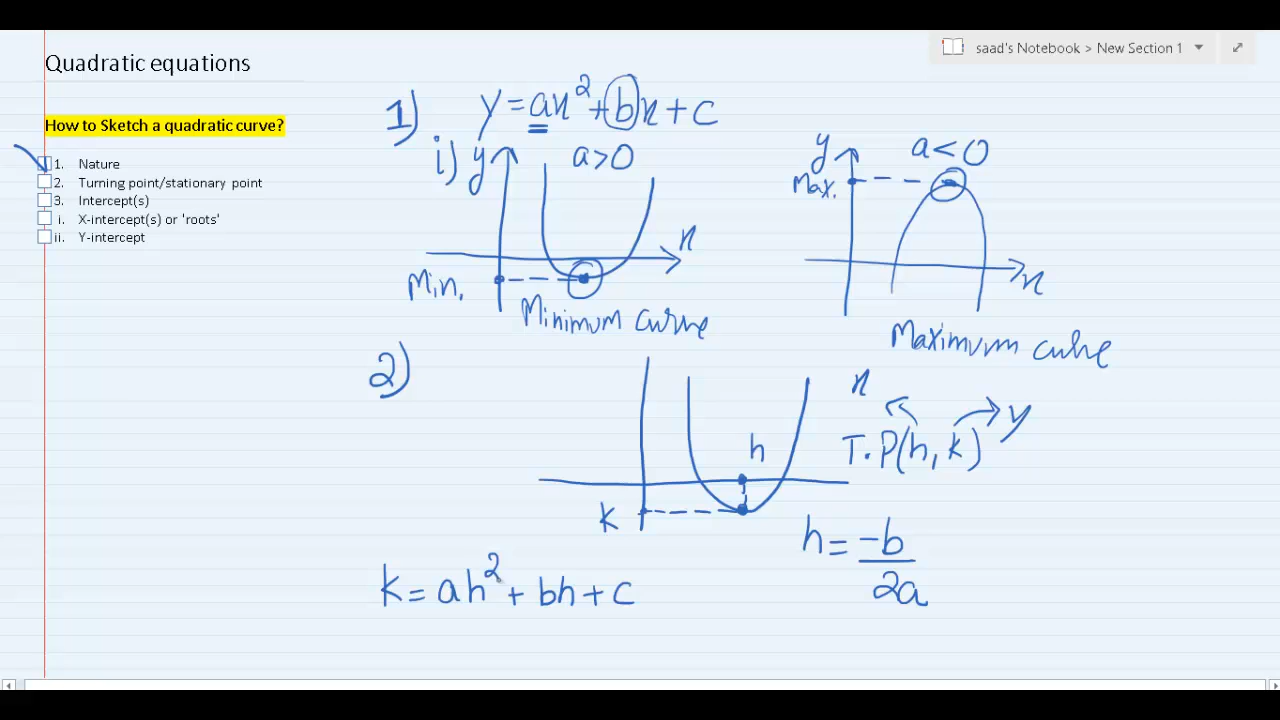 saad's Notebook > New Section 1
Quadratic equations
How to Sketch a quadratic curve?
1. Nature
2. Turning point/stationary point
3. Intercept(s)
i. X-intercept(s) or 'roots'
ii. Y-intercept
1) y = ax² + bx + c
i) y a>0
x
Min.
Minimum curve
y a<0
Max.
x
Maximum curve
2)
h
k
x
T.P(h, k) y
h = -b/2a
k = ah² + bh + c